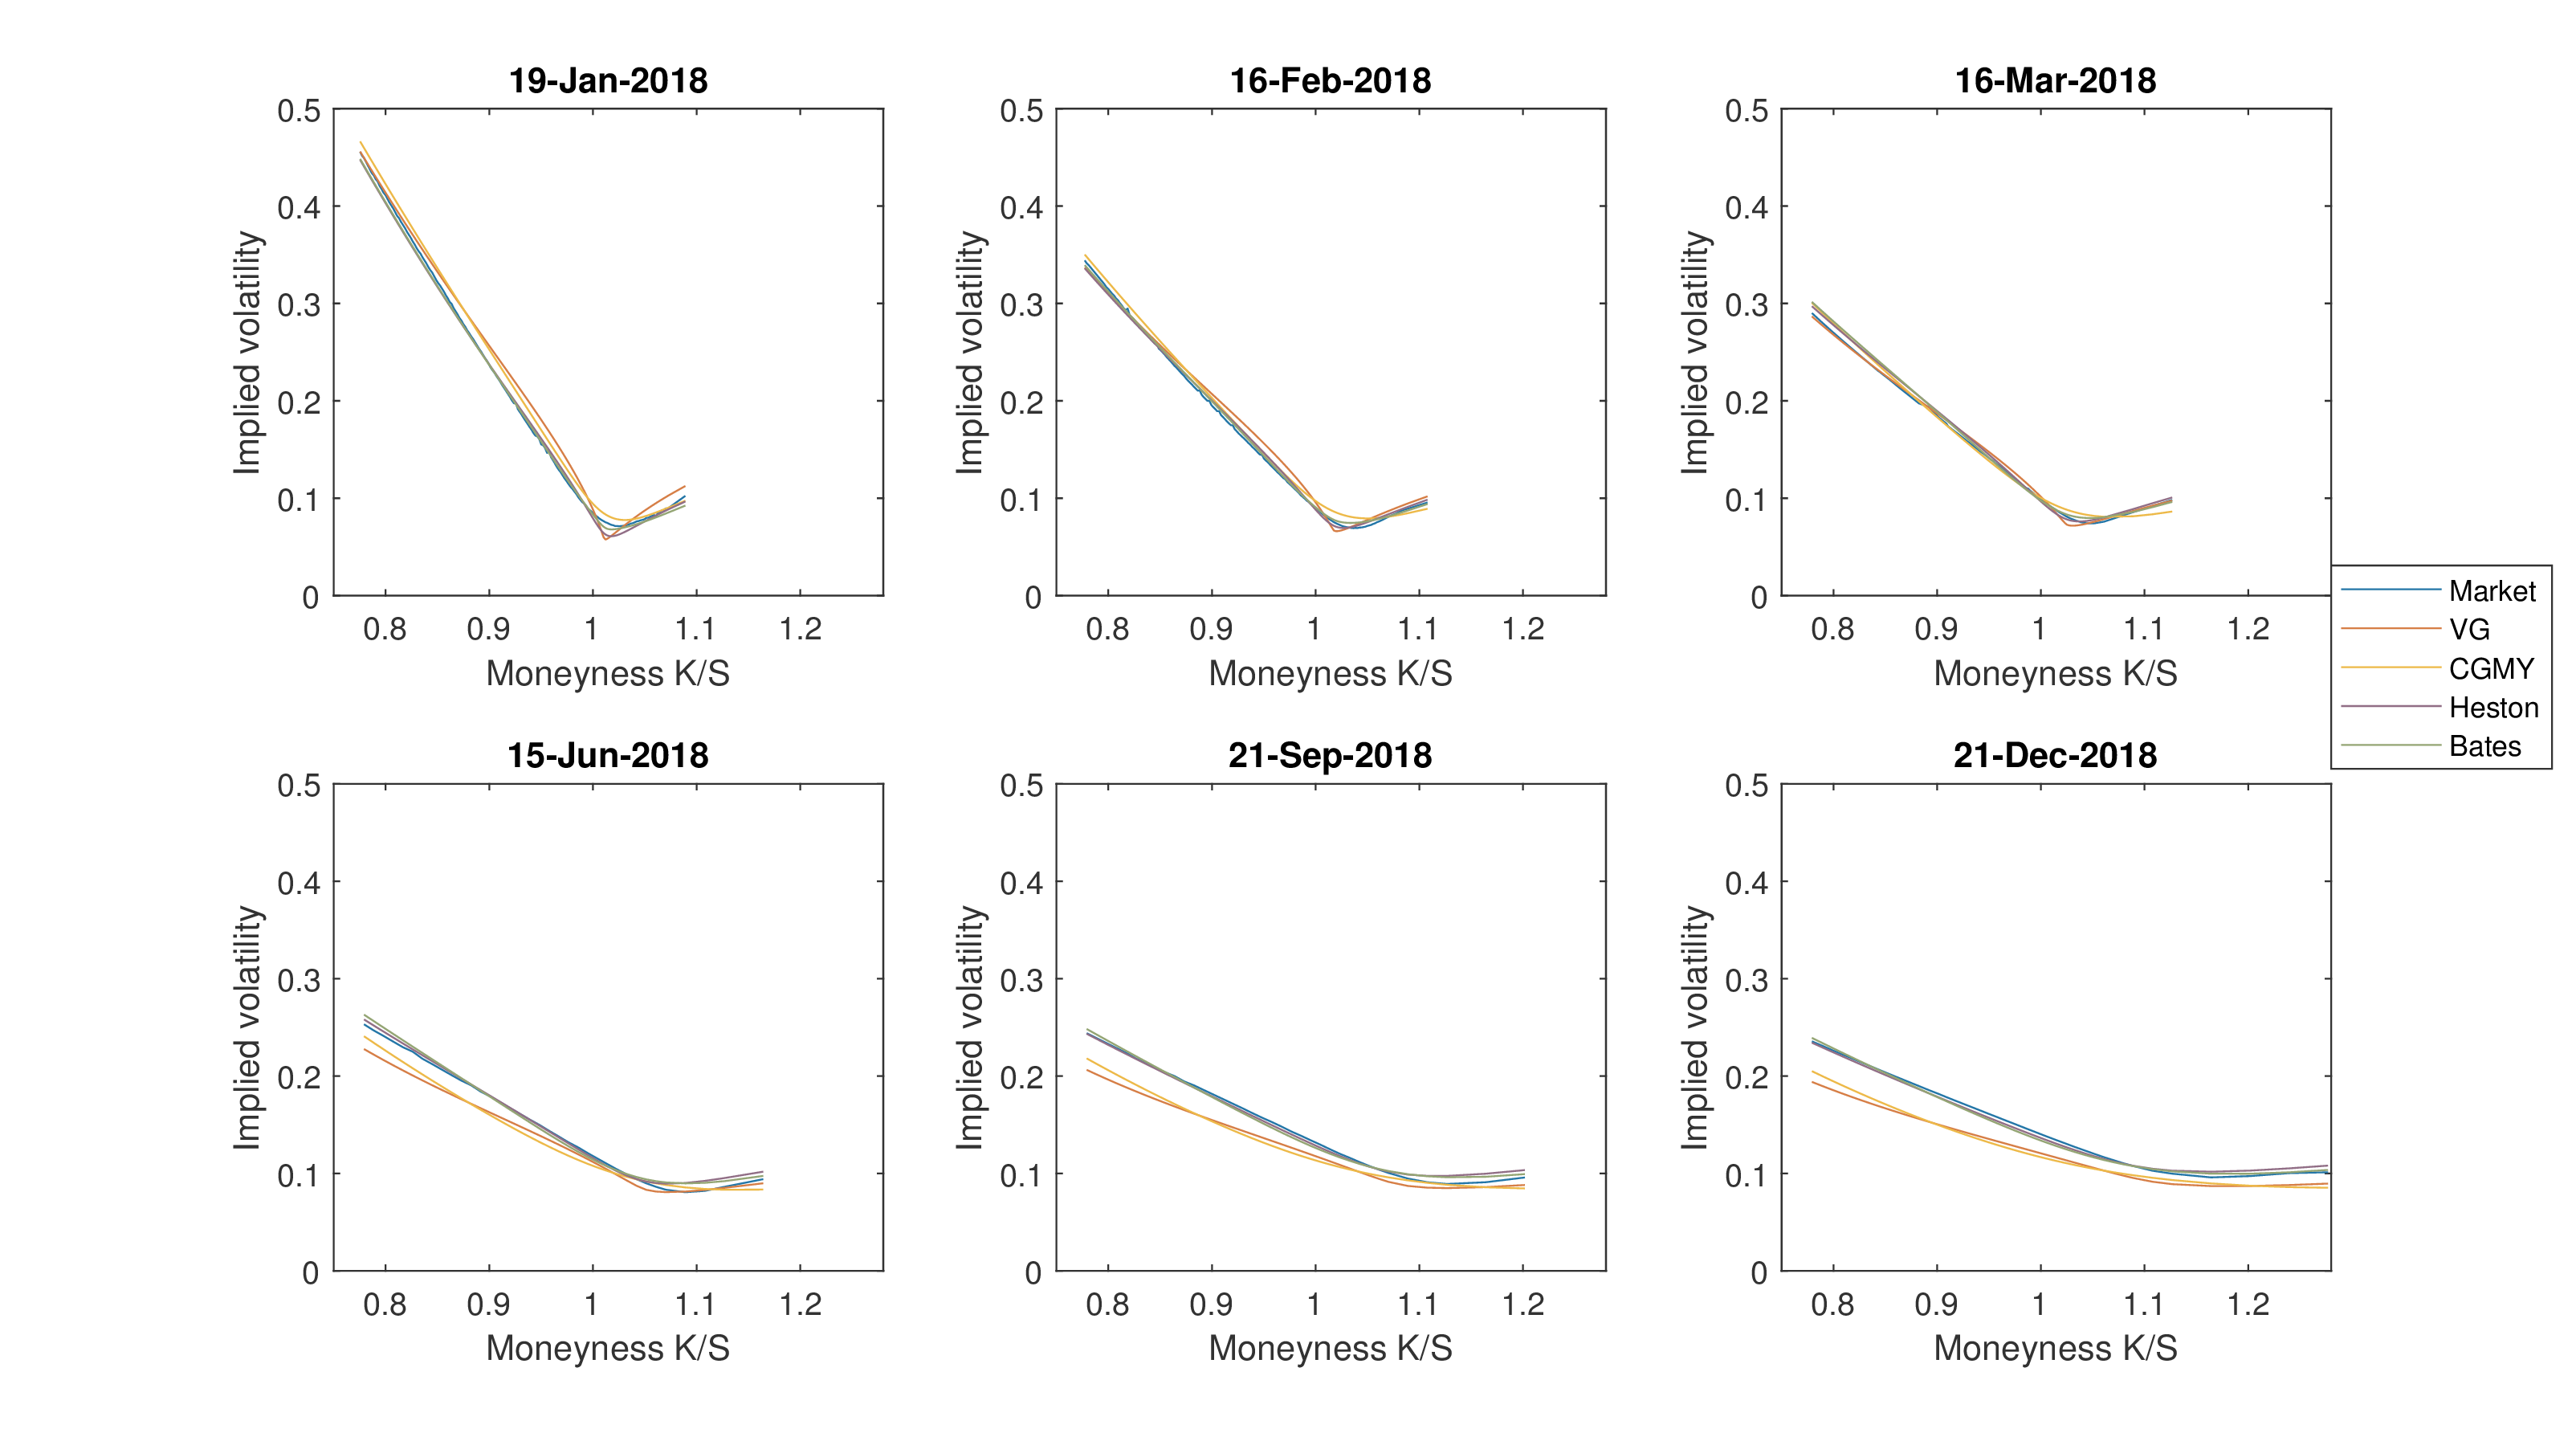 19-Jan-2018
0.5
0.4
0.3
0.2
0.1
0
Implied volatility
0.8 0.9 1 1.1 1.2
Moneyness K/S
16-Feb-2018
0.5
0.4
0.3
0.2
0.1
0
Implied volatility
0.8 0.9 1 1.1 1.2
Moneyness K/S
16-Mar-2018
0.5
0.4
0.3
0.2
0.1
0
Implied volatility
0.8 0.9 1 1.1 1.2
Moneyness K/S
Market
VG
CGMY
Heston
Bates
15-Jun-2018
0.5
0.4
0.3
0.2
0.1
0
Implied volatility
0.8 0.9 1 1.1 1.2
Moneyness K/S
21-Sep-2018
0.5
0.4
0.3
0.2
0.1
0
Implied volatility
0.8 0.9 1 1.1 1.2
Moneyness K/S
21-Dec-2018
0.5
0.4
0.3
0.2
0.1
0
Implied volatility
0.8 0.9 1 1.1 1.2
Moneyness K/S